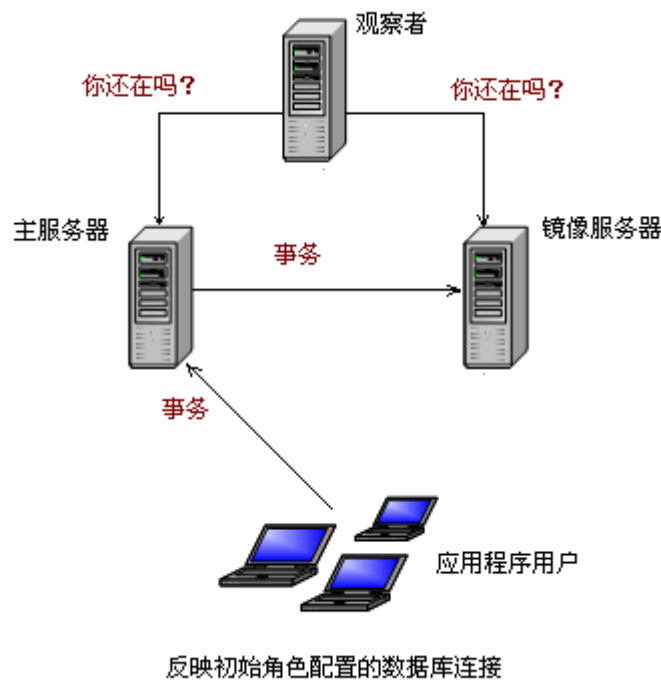 观察者
你还在吗？
你还在吗？
主服务器
镜像服务器
事务
事务
应用程序用户
反映初始角色配置的数据库连接